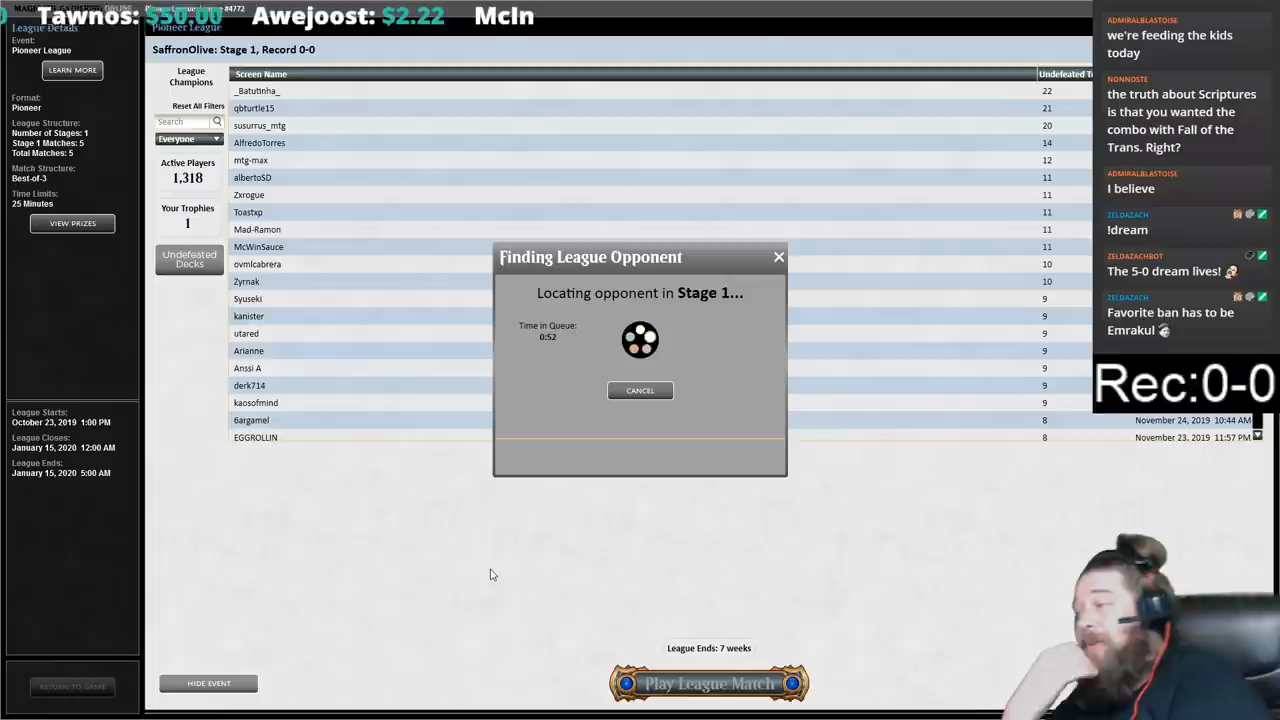 Tawnos: $50.00 Awejoost: $2.22 McIn
League Details
Event:
Pioneer League
LEARN MORE
Format:
Pioneer
League Structure:
Number of Stages: 1
Stage 1 Matches: 5
Total Matches: 5
Match Structure:
Best-of-3
Time Limits:
25 Minutes
VIEW PRIZES
League Starts:
October 23, 2019 1:00 PM
League Closes:
January 15, 2020 12:00 AM
League Ends:
January 15, 2020 5:00 AM
RETURN TO GAME
Pioneer League
SaffronOlive: Stage 1, Record 0-0
League
Champions
Reset All Filters
Search
Everyone
Active Players
1,318
Your Trophies
1
Undefeated
Decks
Screen Name
_Batutinha_ 22
qbturtle15 21
susurrus_mtg 20
AlfredoTorres 14
mtg-max 12
albertoSD 11
Zxrogue 11
Toastxp 11
Mad-Ramon 11
McWinSauce 11
ovmlcabrera 10
Zyrnak 10
Syuseki 9
kanister 9
utared 9
Arianne 9
Anssi A 9
derk714 9
kaosofmind 9
6argamel 8 November 24, 2019 10:44 AM
EGGROLLIN 8 November 23, 2019 11:57 PM
Finding League Opponent
Locating opponent in Stage 1...
Time in Queue:
0:52
CANCEL
League Ends: 7 weeks
HIDE EVENT
Play League Match
ADMIRALBLASTOISE
we're feeding the kids
today
NONNOSTE
the truth about Scriptures
is that you wanted the
combo with Fall of the
Trans. Right?
ADMIRALBLASTOISE
I believe
ZELDAZACH
!dream
ZELDAZACHBOT
The 5-0 dream lives!
ZELDAZACH
Favorite ban has to be
Emrakul
Rec:0-0